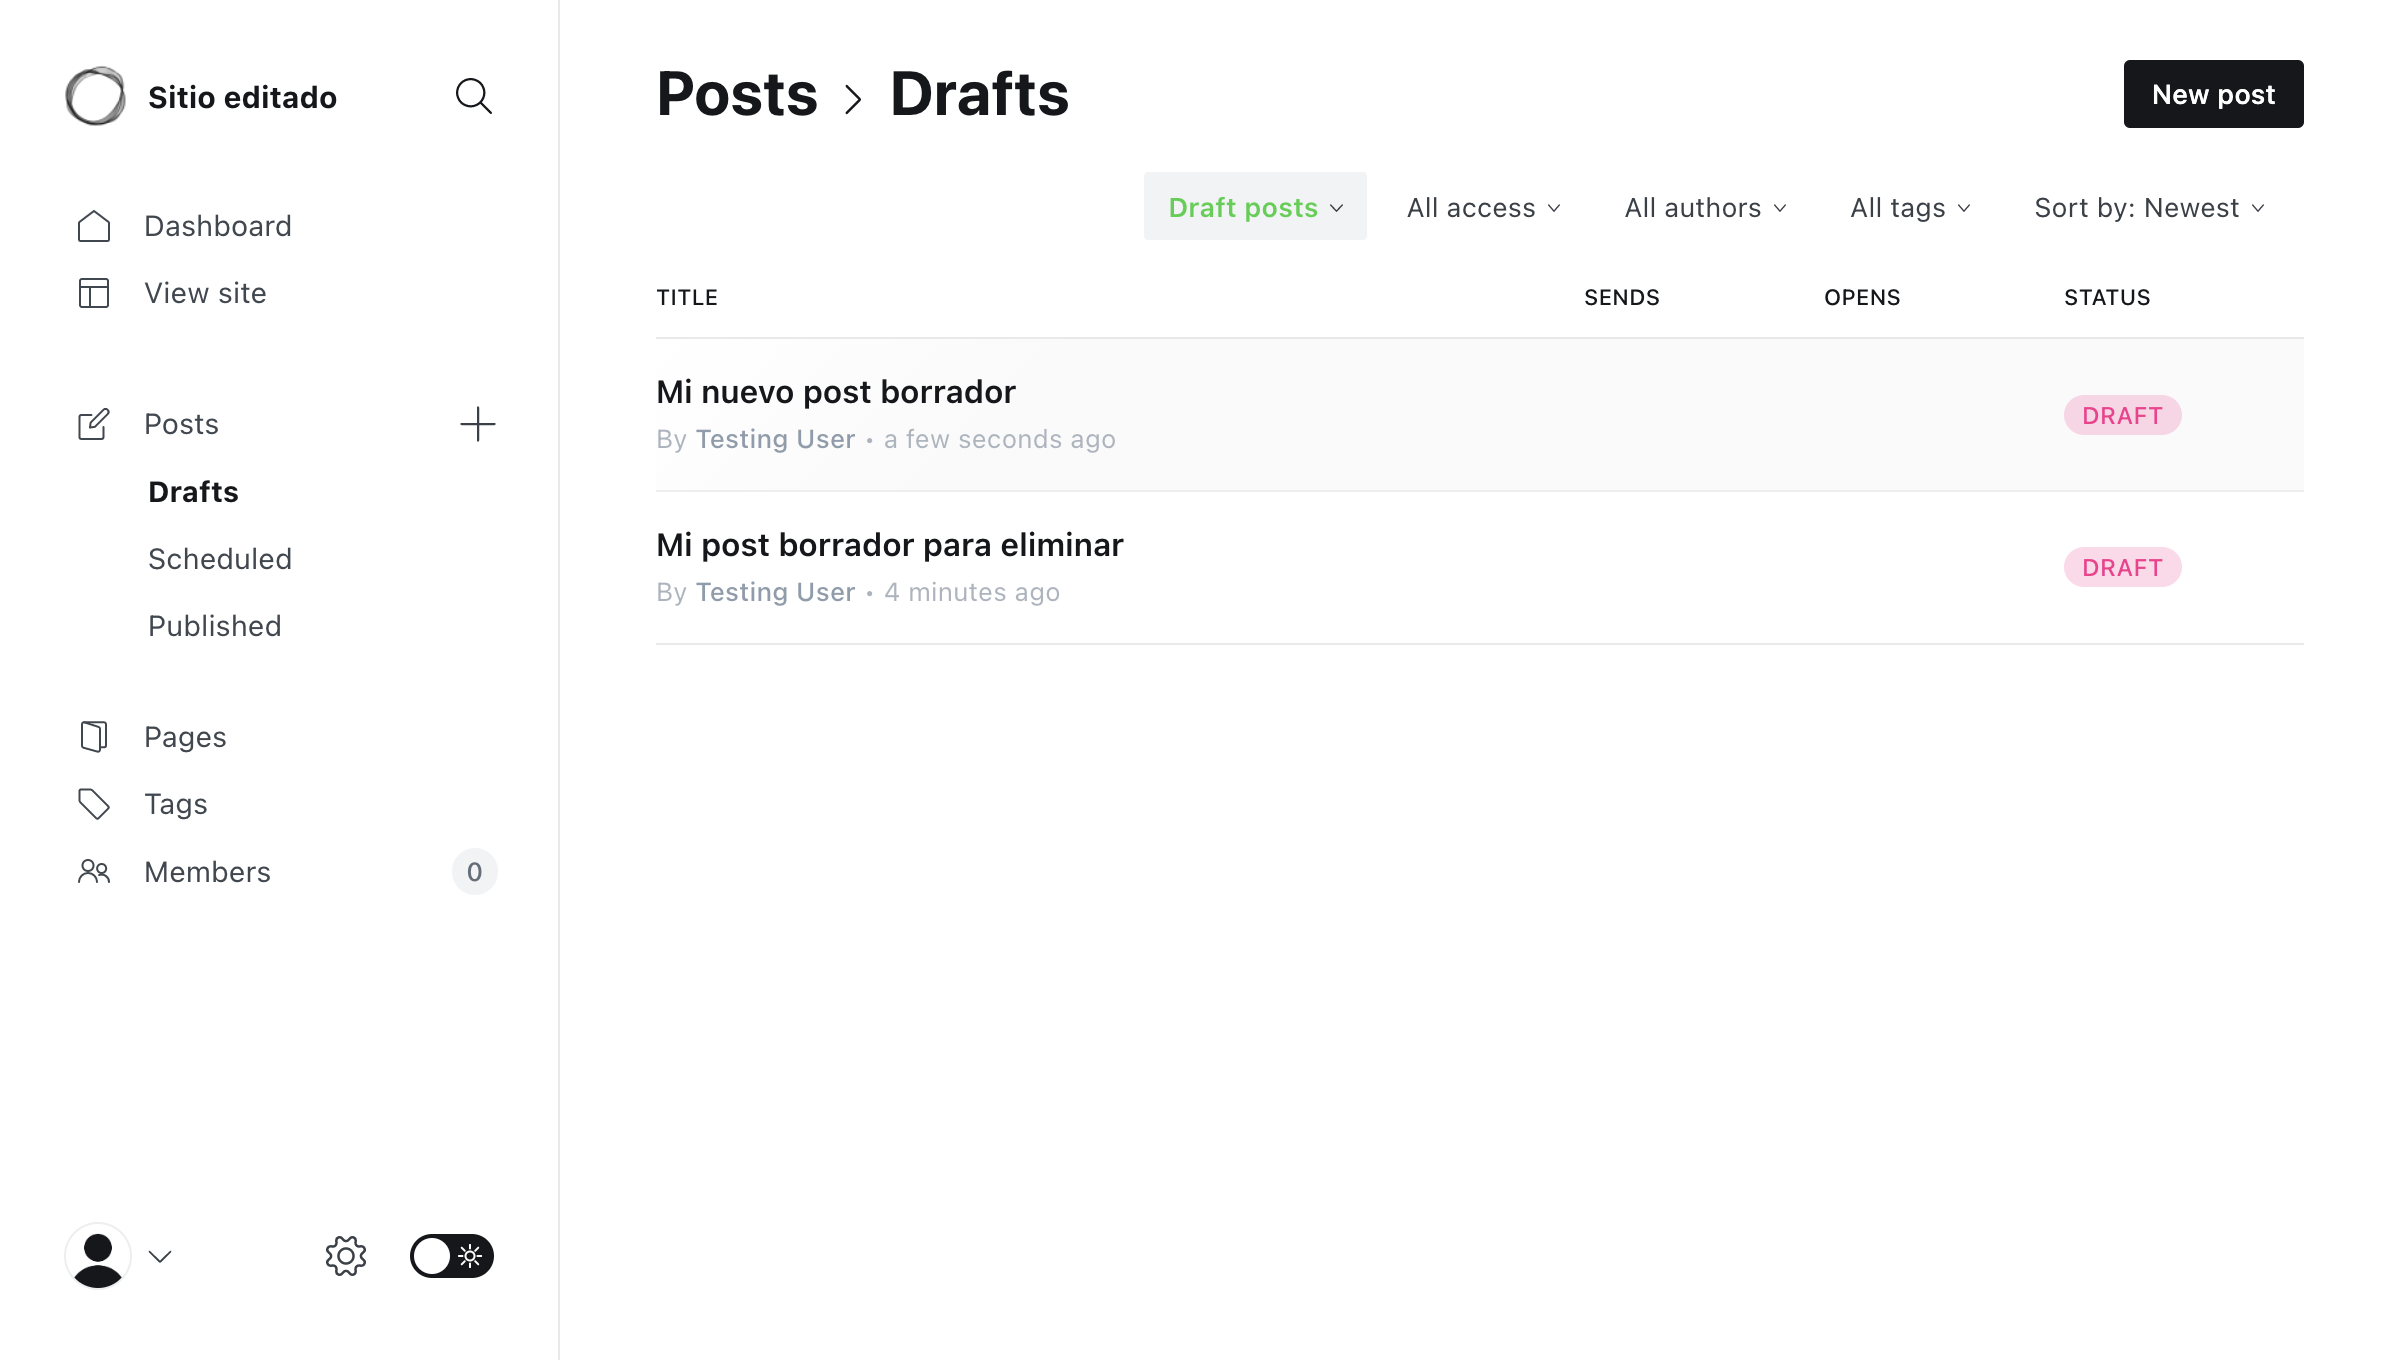 Sitio editado
Dashboard
View site
Posts
Drafts
Scheduled
Published
Pages
Tags
Members 0
Posts > Drafts
New post
Draft posts All access All authors All tags Sort by: Newest
TITLE SENDS OPENS STATUS
Mi nuevo post borrador
By Testing User • a few seconds ago
DRAFT
Mi post borrador para eliminar
By Testing User • 4 minutes ago
DRAFT